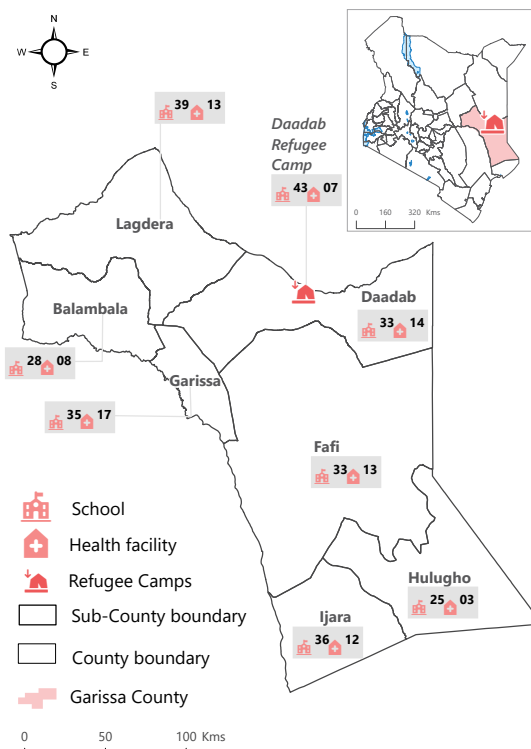 N
W E
S
39 13
Daadab
Refugee
Camp
43 07
0 160 320 Kms
Lagdera
Balambala
Daadab
33 14
28 08
Garissa
35 17
Fafi
33 13
School
Health facility
Refugee Camps
Hulugho
25 03
Sub-County boundary
Ijara
36 12
County boundary
Garissa County
0 50 100 Kms